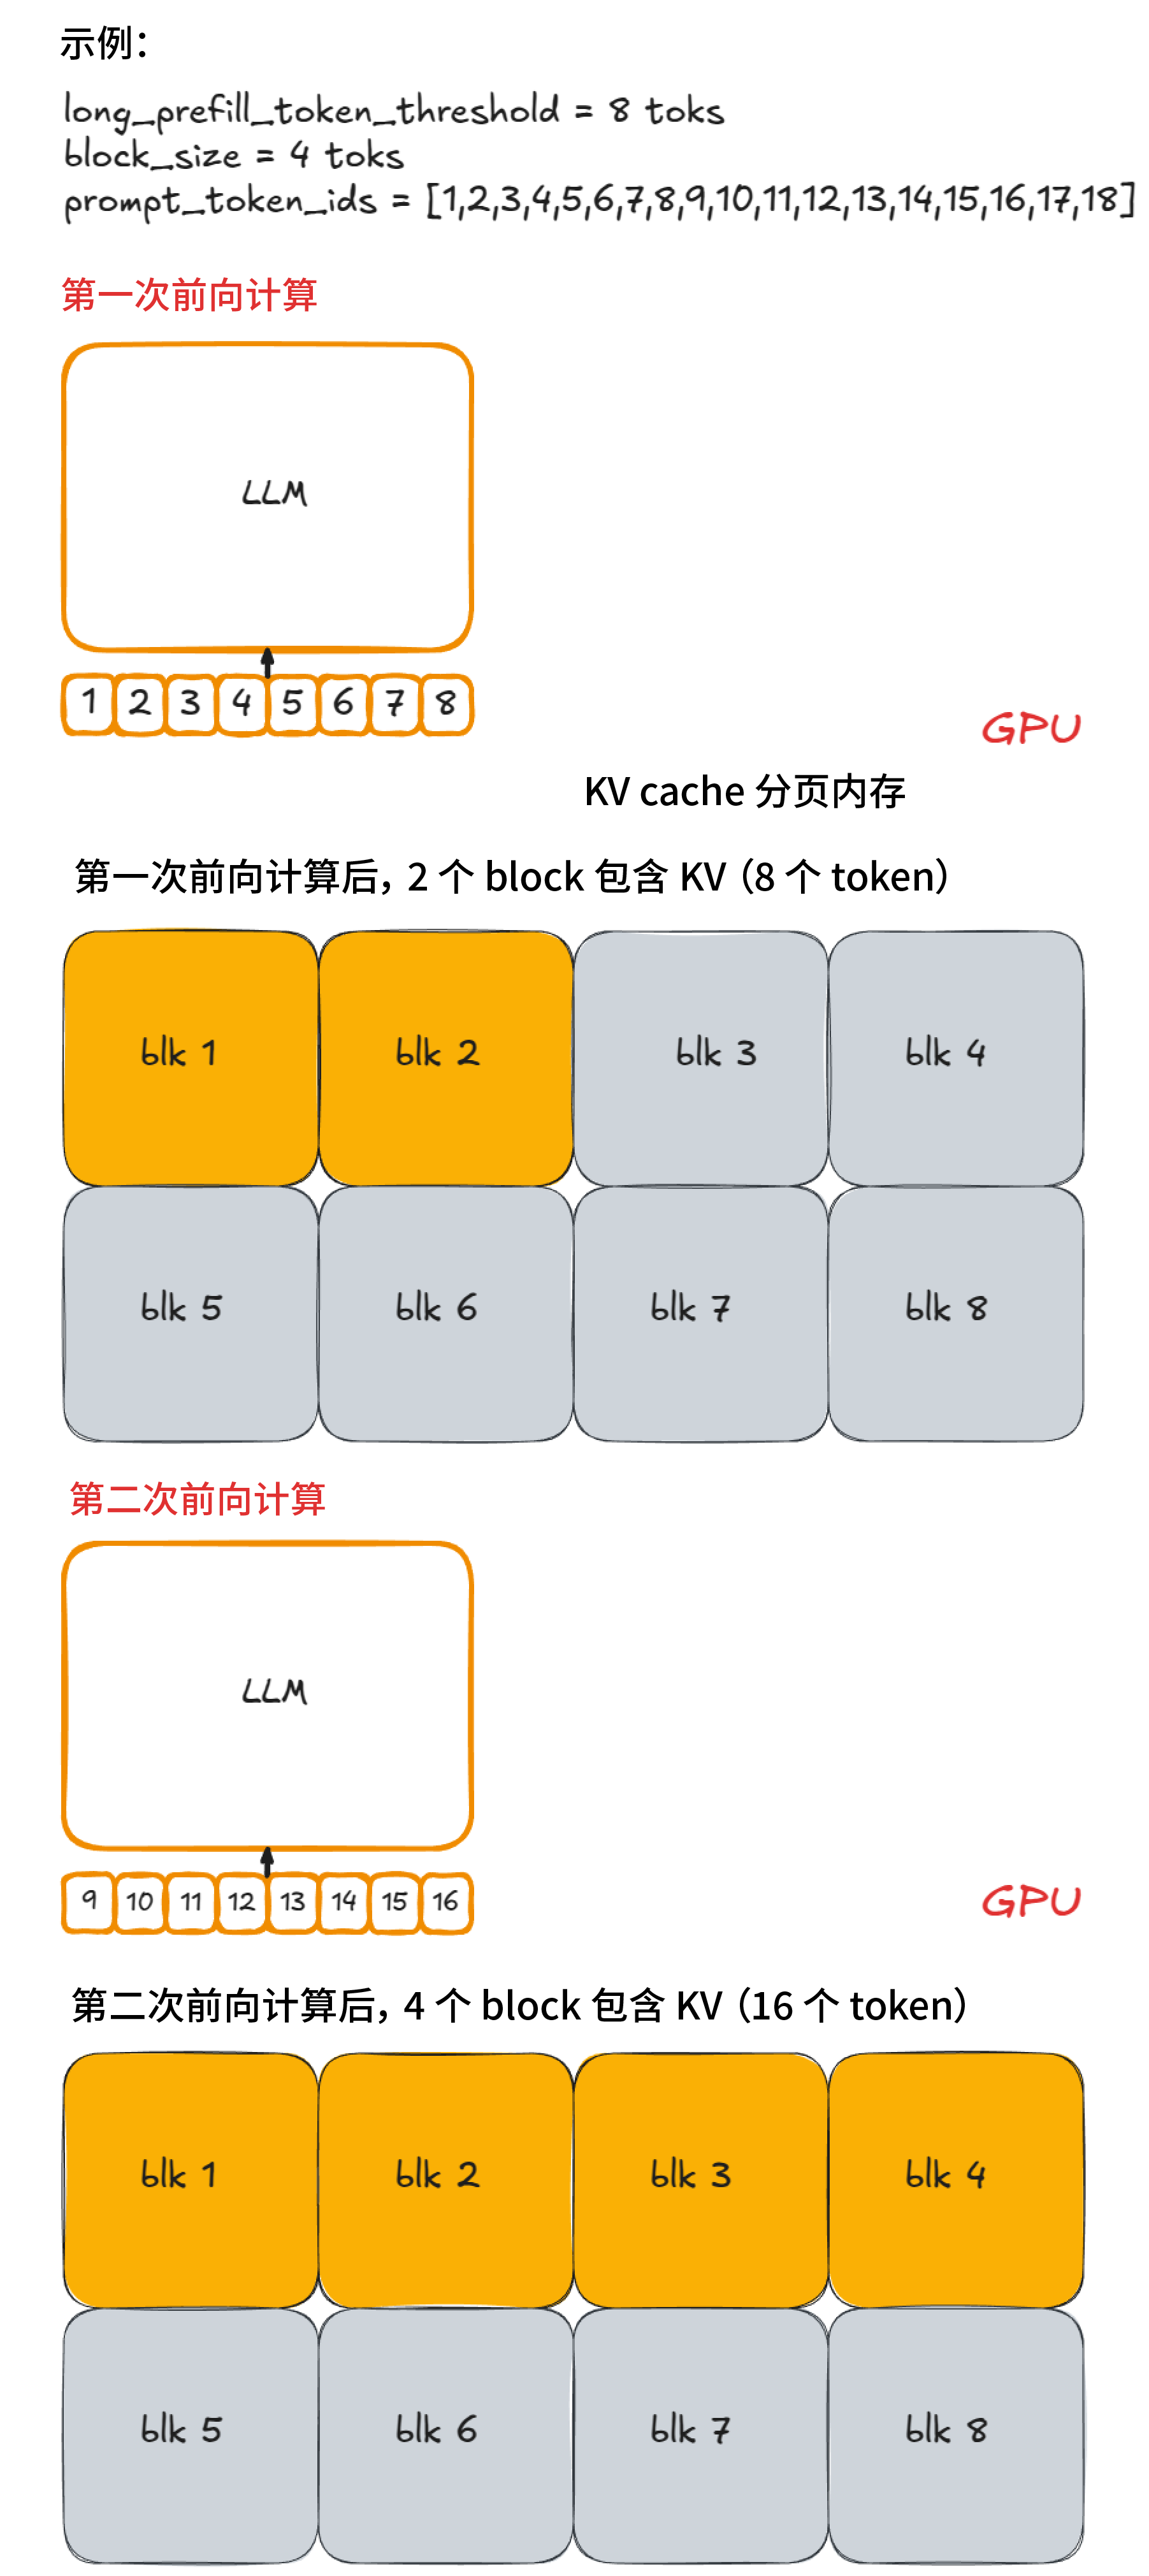 示例：
long_prefill_token_threshold = 8 toks
block_size = 4 toks
prompt_token_ids = [1,2,3,4,5,6,7,8,9,10,11,12,13,14,15,16,17,18]
第一次前向计算
LLM
1 2 3 4 5 6 7 8
GPU
KV cache 分页内存
第一次前向计算后，2 个 block 包含 KV（8 个 token）
blk 1 blk 2 blk 3 blk 4
blk 5 blk 6 blk 7 blk 8
第二次前向计算
LLM
9 10 11 12 13 14 15 16
GPU
第二次前向计算后，4 个 block 包含 KV（16 个 token）
blk 1 blk 2 blk 3 blk 4
blk 5 blk 6 blk 7 blk 8